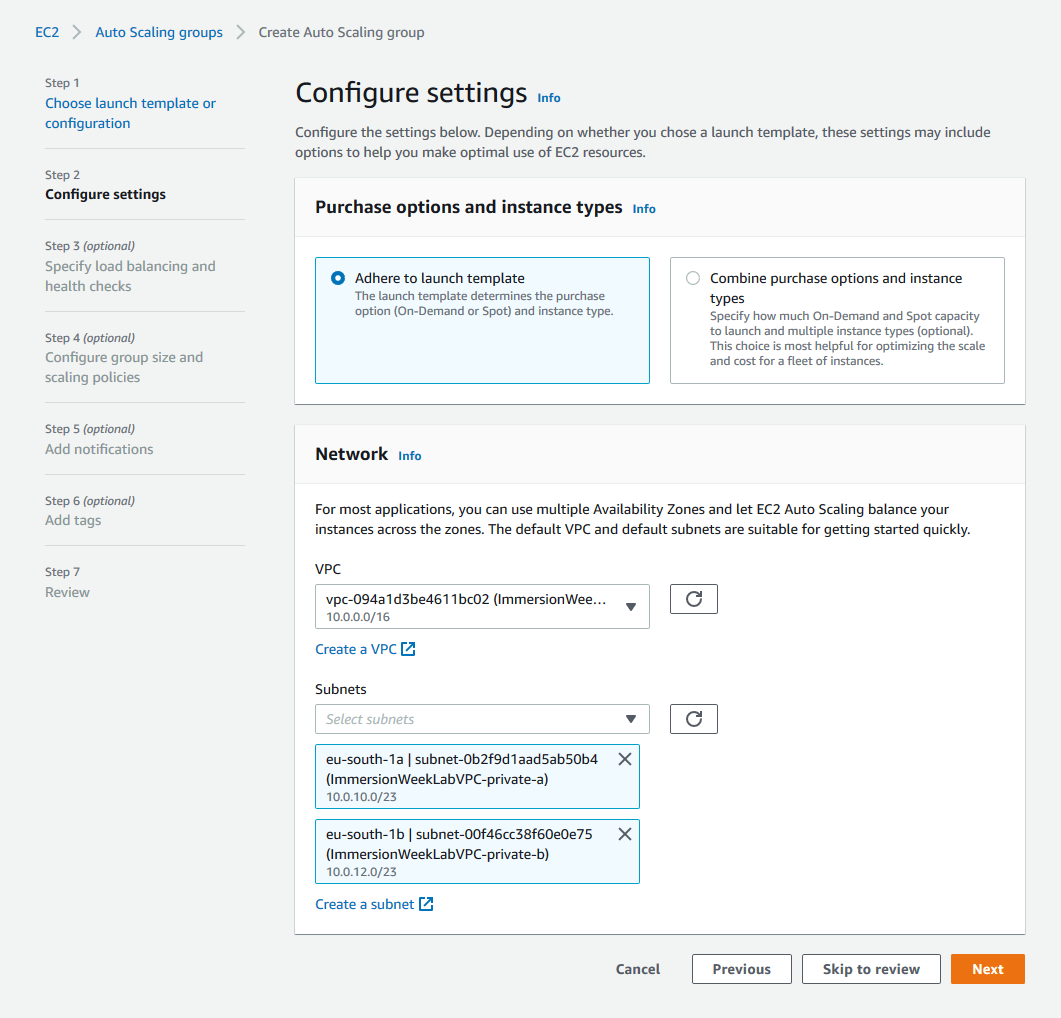 EC2 > Auto Scaling groups > Create Auto Scaling group
Step 1
Choose launch template or
configuration
Step 2
Configure settings
Step 3 (optional)
Specify load balancing and
health checks
Step 4 (optional)
Configure group size and
scaling policies
Step 5 (optional)
Add notifications
Step 6 (optional)
Add tags
Step 7
Review
Configure settings Info
Configure the settings below. Depending on whether you chose a launch template, these settings may include
options to help you make optimal use of EC2 resources.
Purchase options and instance types Info
Adhere to launch template
The launch template determines the purchase
option (On-Demand or Spot) and instance type.
Combine purchase options and instance
types
Specify how much On-Demand and Spot capacity
to launch and multiple instance types (optional).
This choice is most helpful for optimizing the scale
and cost for a fleet of instances.
Network Info
For most applications, you can use multiple Availability Zones and let EC2 Auto Scaling balance your
instances across the zones. The default VPC and default subnets are suitable for getting started quickly.
VPC
vpc-094a1d3be4611bc02 (ImmersionWee...
10.0.0.0/16
Create a VPC
Subnets
Select subnets
eu-south-1a | subnet-0b2f9d1aad5ab50b4
(ImmersionWeekLabVPC-private-a)
10.0.10.0/23
eu-south-1b | subnet-00f46cc38f60e0e75
(ImmersionWeekLabVPC-private-b)
10.0.12.0/23
Create a subnet
Cancel
Previous
Skip to review
Next